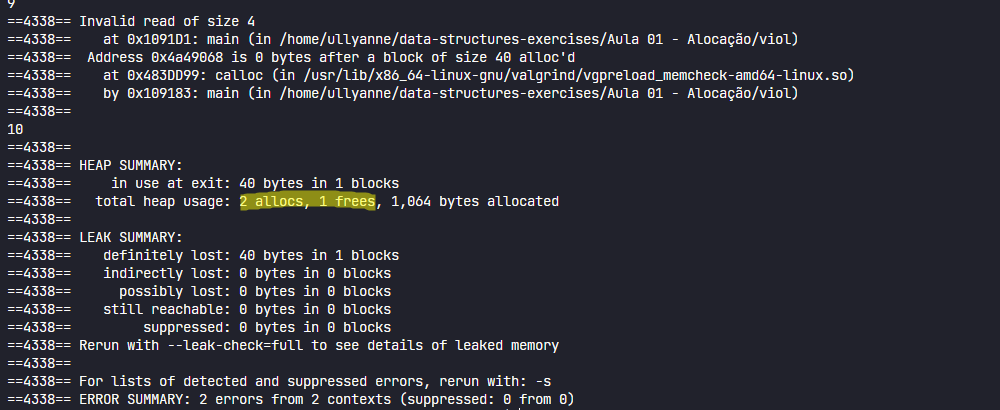 9
==4338== Invalid read of size 4
==4338==    at 0x1091D1: main (in /home/ullyanne/data-structures-exercises/Aula 01 - Alocação/viol)
==4338==  Address 0x4a49068 is 0 bytes after a block of size 40 alloc'd
==4338==    at 0x483DD99: calloc (in /usr/lib/x86_64-linux-gnu/valgrind/vgpreload_memcheck-amd64-linux.so)
==4338==    by 0x109183: main (in /home/ullyanne/data-structures-exercises/Aula 01 - Alocação/viol)
==4338==
10
==4338==
==4338== HEAP SUMMARY:
==4338==     in use at exit: 40 bytes in 1 blocks
==4338==   total heap usage: 2 allocs, 1 frees, 1,064 bytes allocated
==4338==
==4338== LEAK SUMMARY:
==4338==    definitely lost: 40 bytes in 1 blocks
==4338==    indirectly lost: 0 bytes in 0 blocks
==4338==      possibly lost: 0 bytes in 0 blocks
==4338==    still reachable: 0 bytes in 0 blocks
==4338==         suppressed: 0 bytes in 0 blocks
==4338== Rerun with --leak-check=full to see details of leaked memory
==4338==
==4338== For lists of detected and suppressed errors, rerun with: -s
==4338== ERROR SUMMARY: 2 errors from 2 contexts (suppressed: 0 from 0)